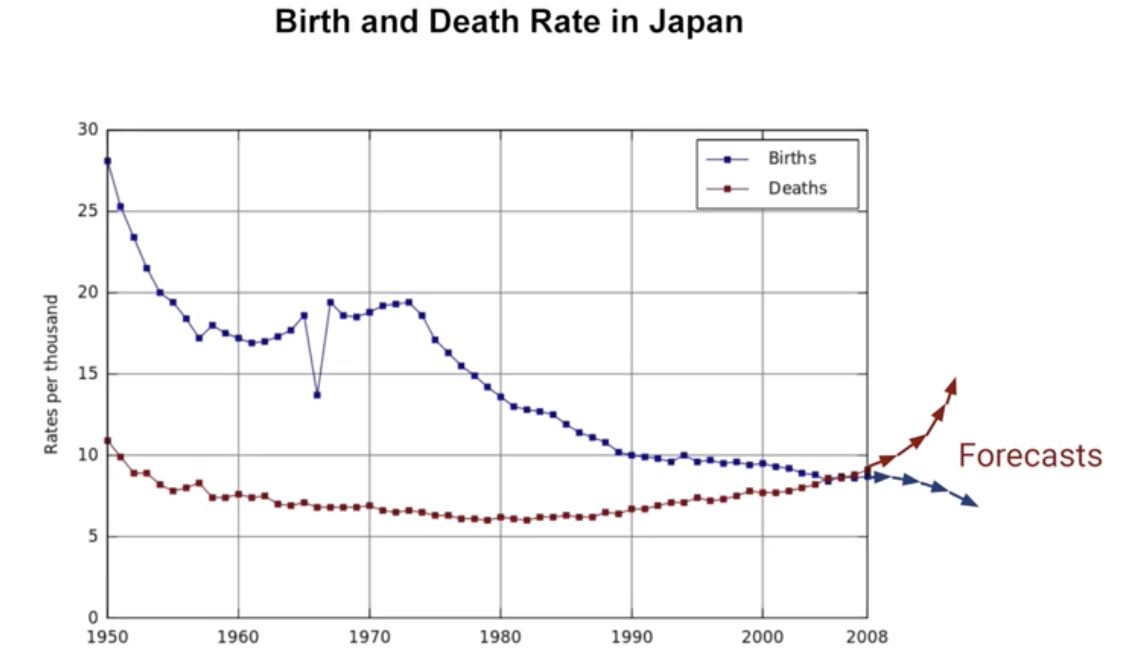 Birth and Death Rate in Japan
30
Births
Deaths
25
20
Rates per thousand
15
10
Forecasts
5
0
1950 1960 1970 1980 1990 2000 2008